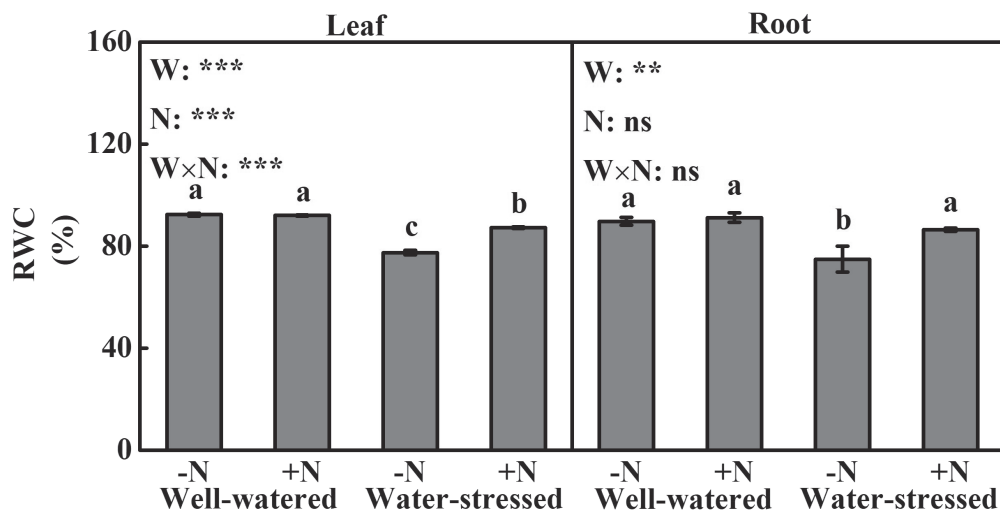 Leaf
Root
160
120
80
40
0
RWC
(%)
W: ***
N: ***
W×N: ***
a
a
c
b
W: **
N: ns
W×N: ns
a
a
b
a
-N
+N
-N
+N
-N
+N
-N
+N
Well-watered
Water-stressed
Well-watered
Water-stressed